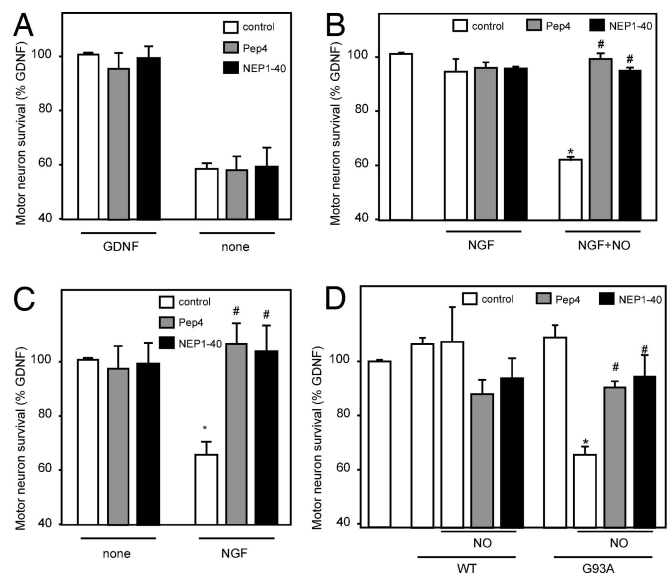 A
control
Pep4
NEP1-40
Motor neuron survival (% GDNF)
100
80
60
40
GDNF
none
B
control
Pep4
NEP1-40
Motor neuron survival (% GDNF)
100
80
60
40
*
#
#
NGF
NGF+NO
C
control
Pep4
NEP1-40
Motor neuron survival (% GDNF)
100
80
60
40
*
#
#
none
NGF
D
control
Pep4
NEP1-40
Motor neuron survival (% GDNF)
100
80
60
40
*
#
#
NO
NO
WT
G93A